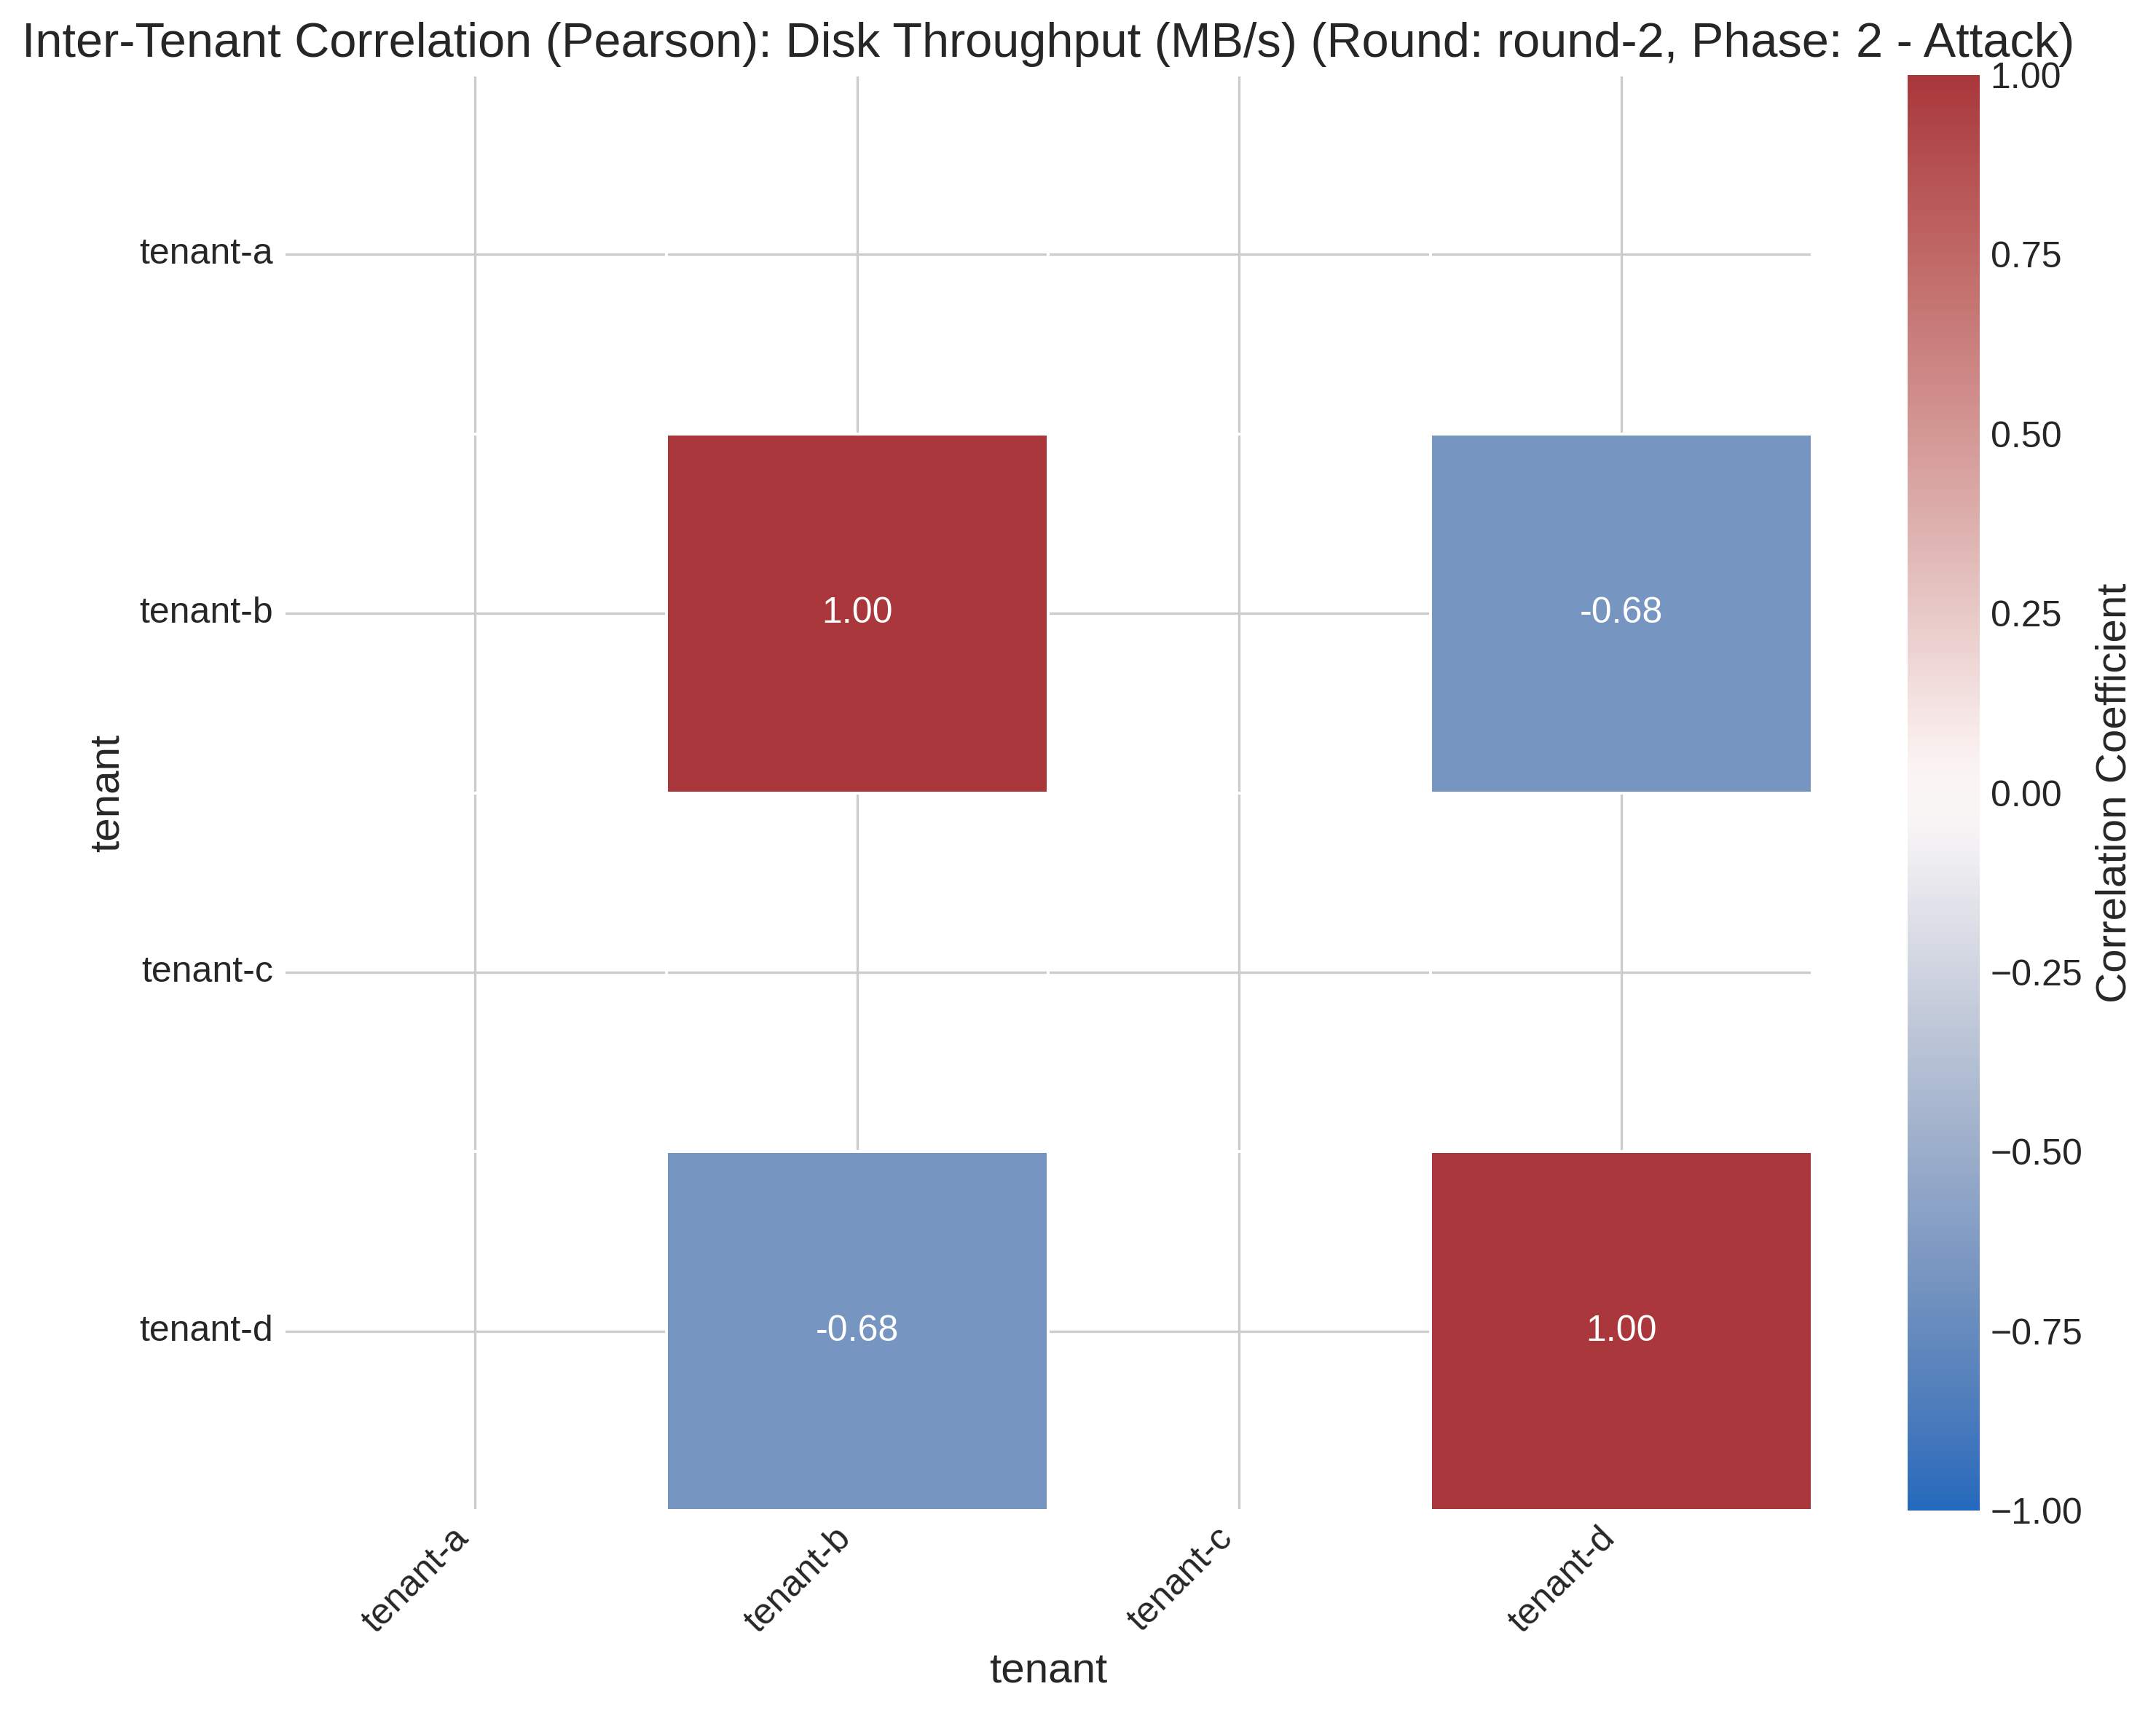 Inter-Tenant Correlation (Pearson): Disk Throughput (MB/s) (Round: round-2, Phase: 2 - Attack)
tenant
tenant-a
tenant-b
tenant-c
tenant-d
1.00
-0.68
-0.68
1.00
tenant-a
tenant-b
tenant-c
tenant-d
tenant
1.00
0.75
0.50
0.25
0.00
−0.25
−0.50
−0.75
−1.00
Correlation Coefficient